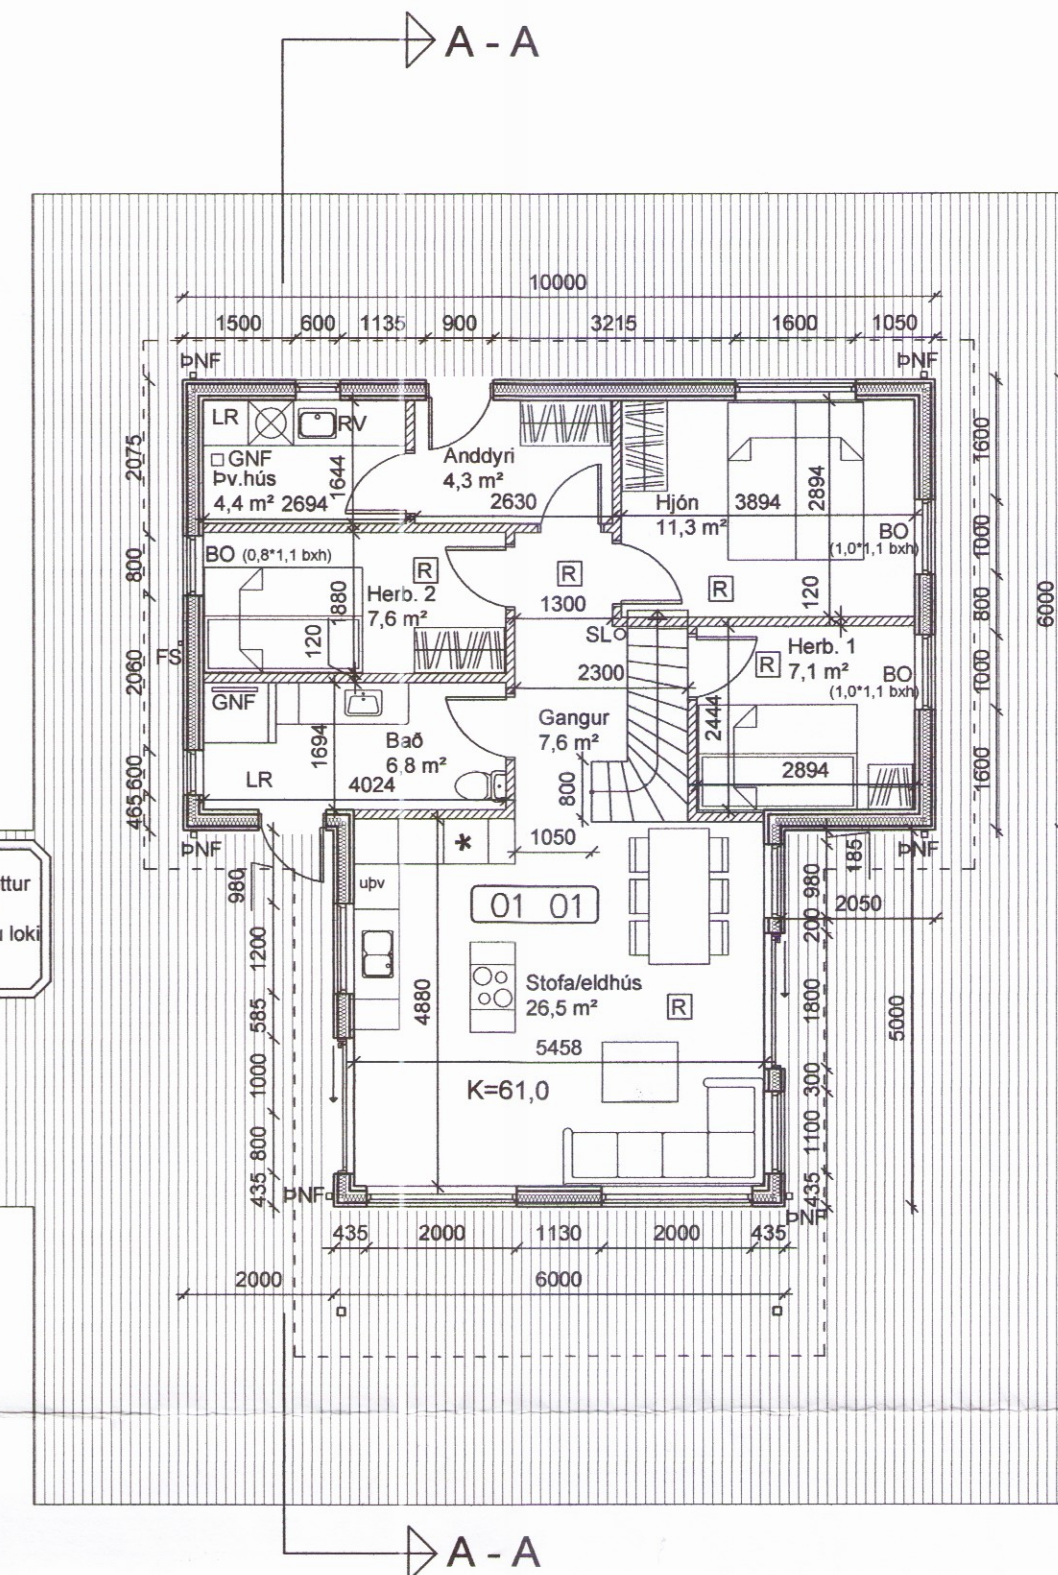 A - A
10000
1500 600 1135 900 3215 1600 1050
ÞNF ÞNF
LR RV
GNF
Þv.hús
4,4 m² 2694
1644
Anddyri
4,3 m²
2630
Hjón 3894
11,3 m²
2894
BO
(1,0*1,1 bxh)
2075
800
2060
600
465
1600
1000
800
1000
1600
6000
BO (0,8*1,1 bxh)
R R R
Herb. 2
7,6 m²
1880
120
1300
120
SL
FS
2300
R
Herb. 1
7,1 m²
BO
(1,0*1,1 bxh)
GNF
Bað
6,8 m²
1694
LR
4024
Gangur
7,6 m²
2444
2894
800
1050
ÞNF ÞNF
185
2050
ttur
loki
980
1200
585
1000
800
435
uþv
*
01 01
4880
Stofa/eldhús
26,5 m²
R
5458
K=61,0
980
200
1800
300
1100
435
5000
ÞNF ÞNF
435 2000 1130 2000 435
2000 6000
A - A